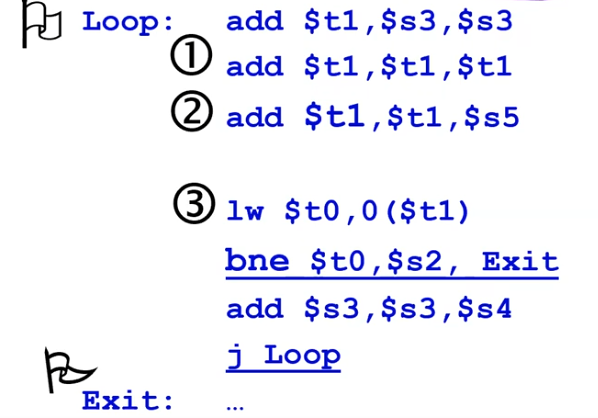 Loop: add $t1,$s3,$s3
① add $t1,$t1,$t1
② add $t1,$t1,$s5
③ lw $t0,0($t1)
bne $t0,$s2, Exit
add $s3,$s3,$s4
j Loop
Exit: …